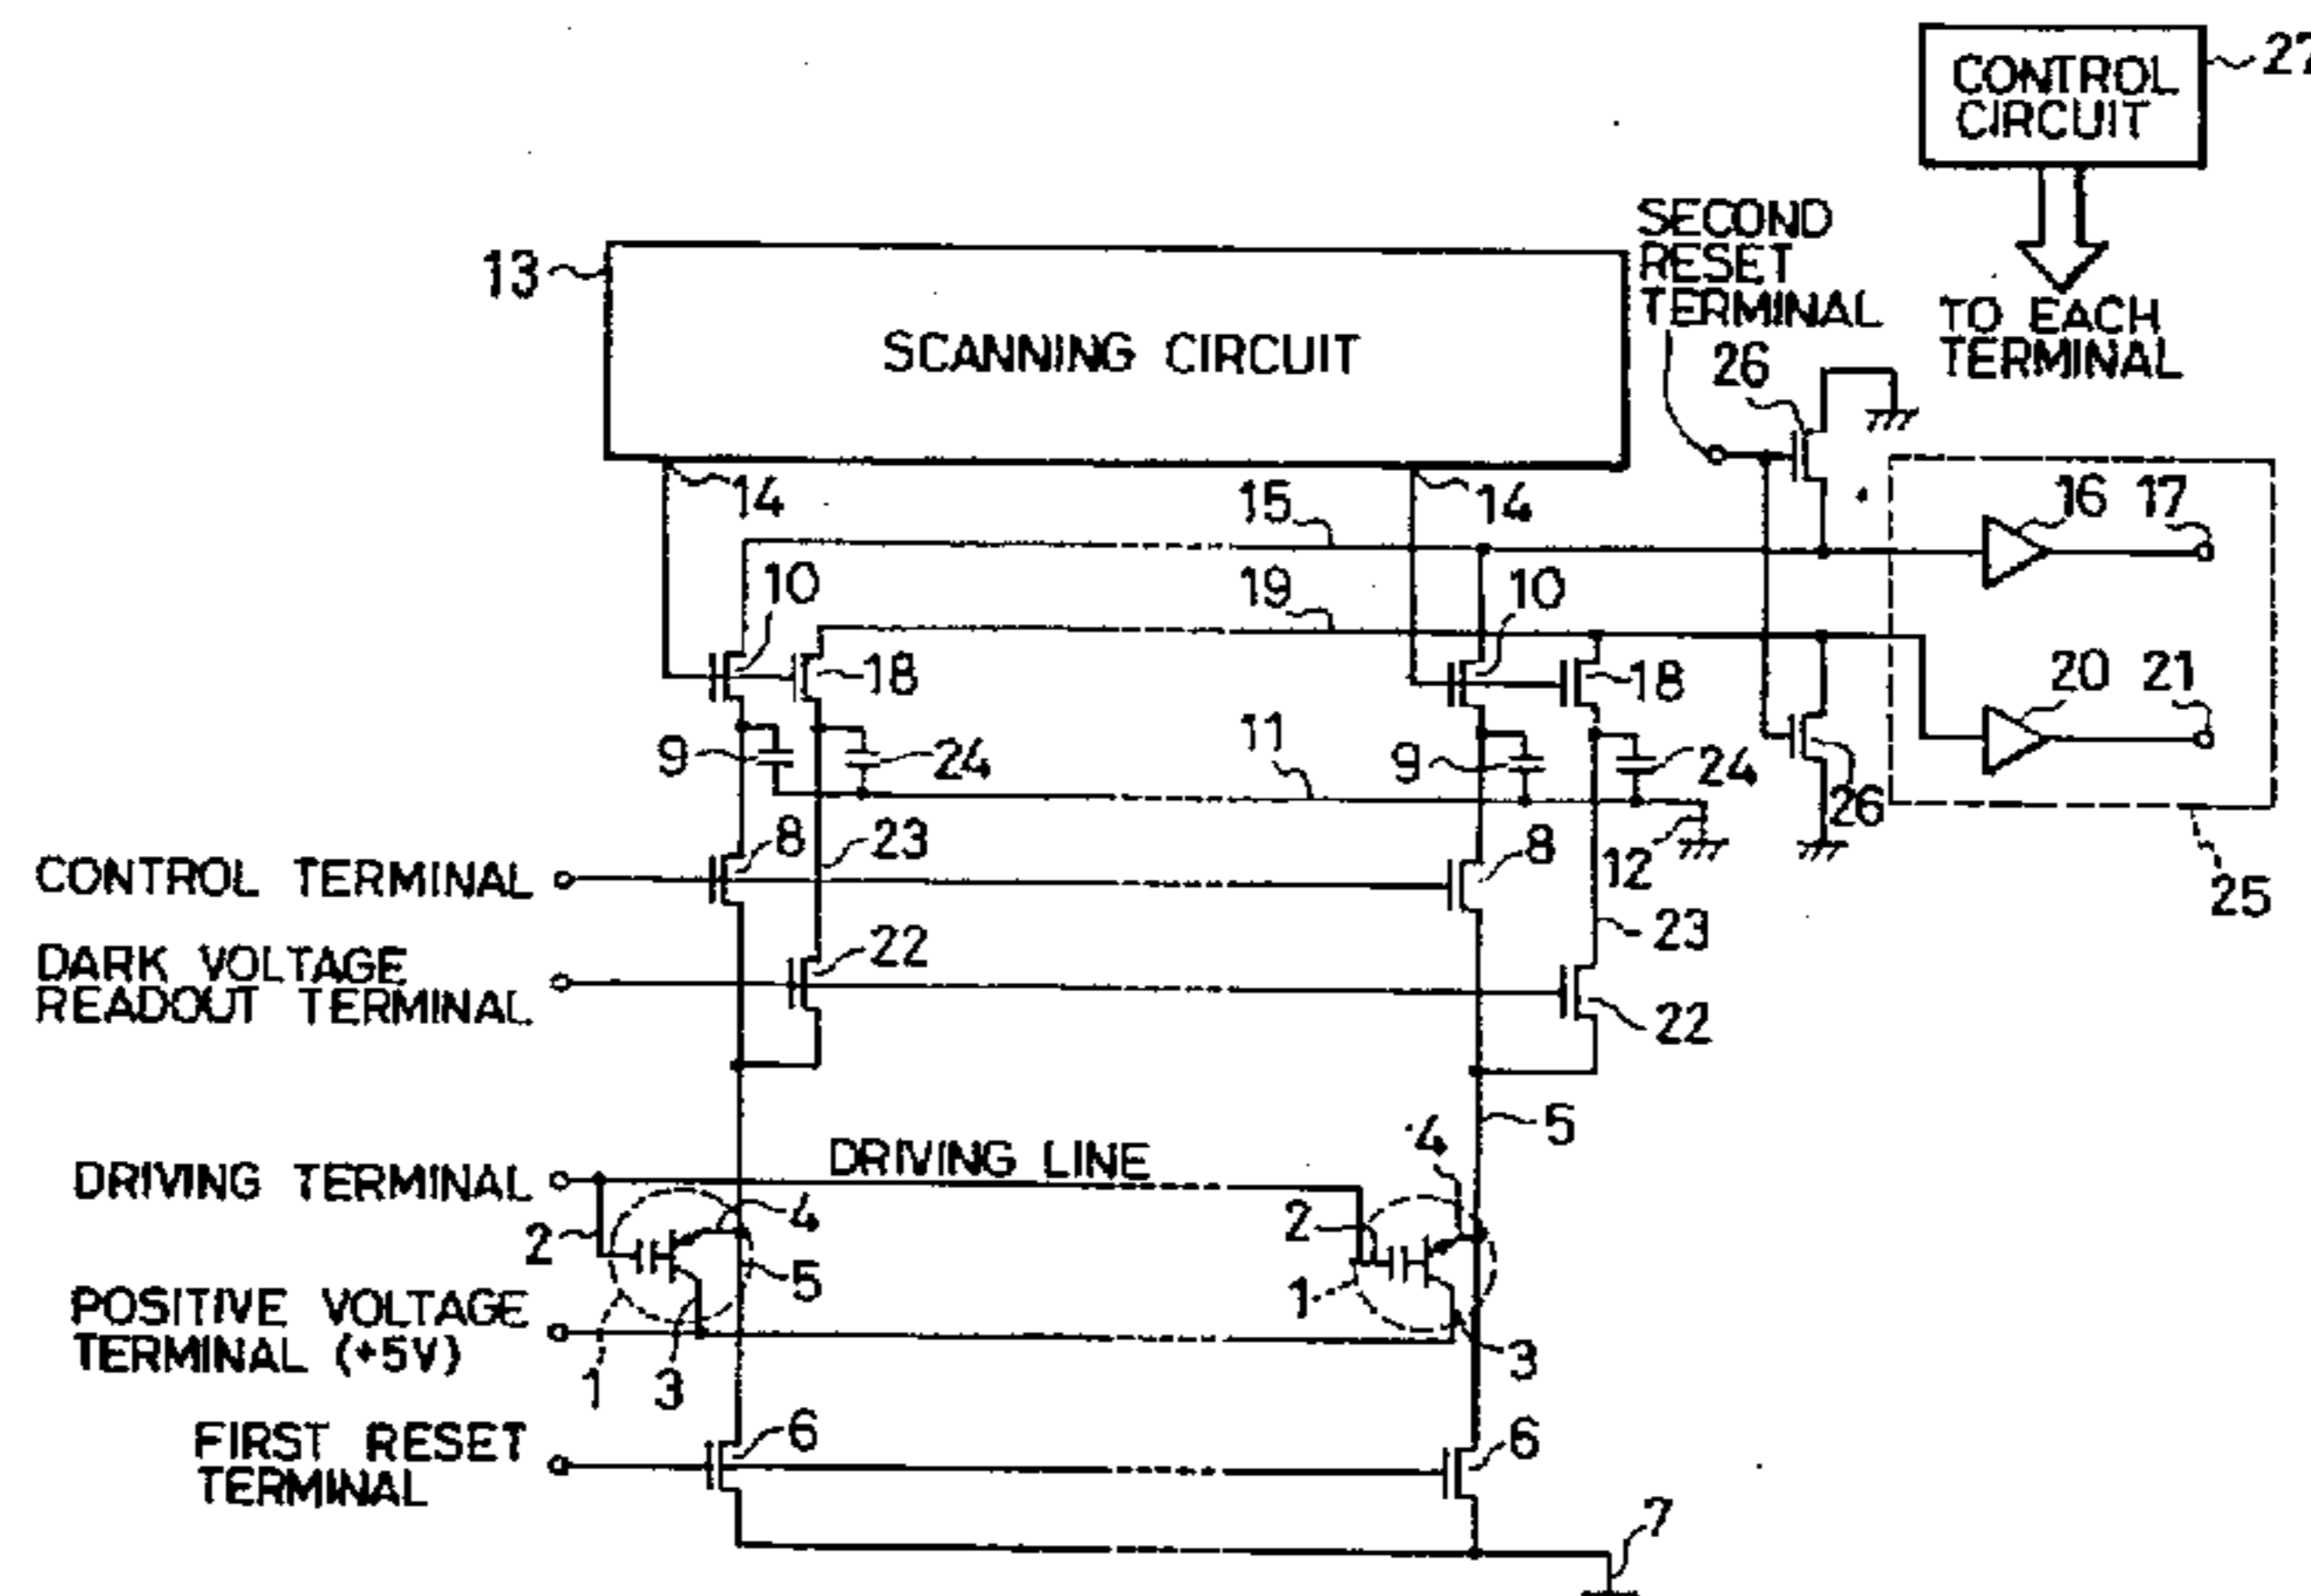 CONTROL
CIRCUIT
SECOND
RESET
TERMINAL
TO EACH
TERMINAL
13
SCANNING CIRCUIT
26
14
15
14
16
17
10
19
10
18
18
20
21
9
24
11
9
24
26
8
23
8
12
25
CONTROL TERMINAL
DARK VOLTAGE
READOUT TERMINAL
22
23
22
5
4
DRIVING TERMINAL
DRIVING LINE
2
4
2
5
1
POSITIVE VOLTAGE
TERMINAL (+5V)
1
3
3
FIRST RESET
TERMINAL
6
6
7